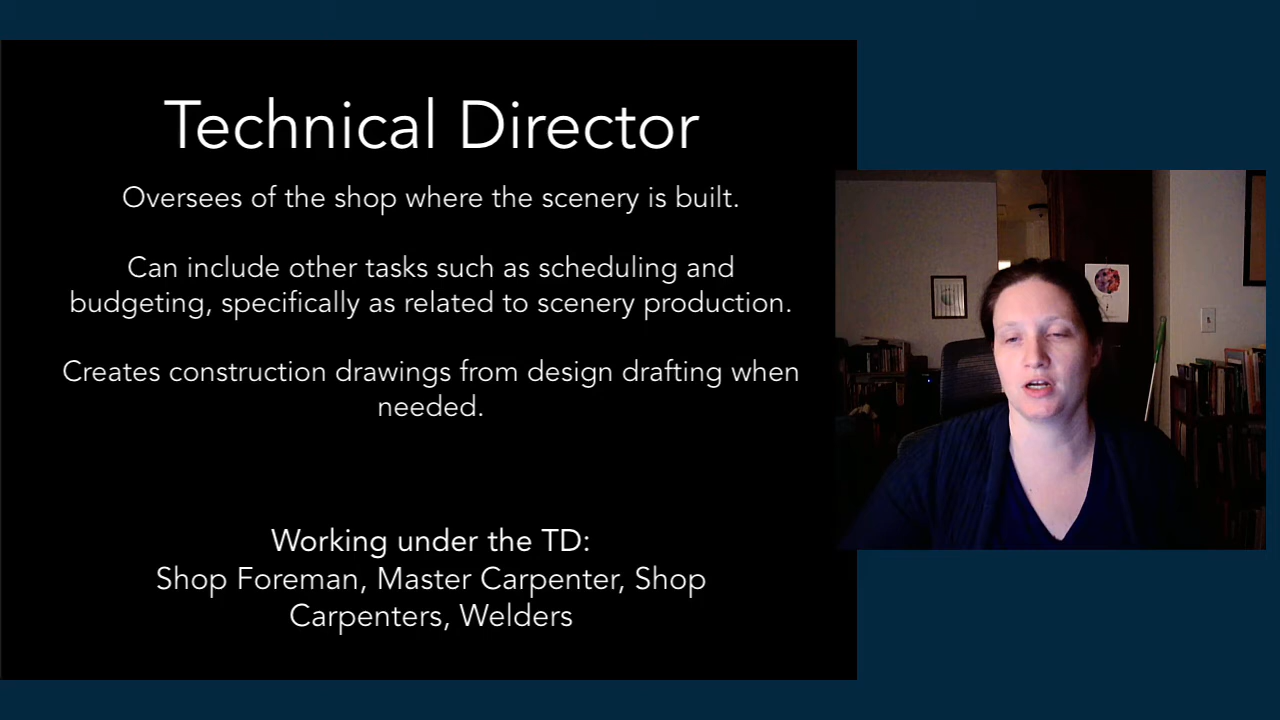 Technical Director
Oversees of the shop where the scenery is built.
Can include other tasks such as scheduling and
budgeting, specifically as related to scenery production.
Creates construction drawings from design drafting when
needed.
Working under the TD:
Shop Foreman, Master Carpenter, Shop
Carpenters, Welders